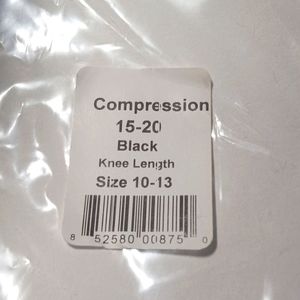 Compression
15-20
Black
Knee Length
Size 10-13
8 52580 00875 0